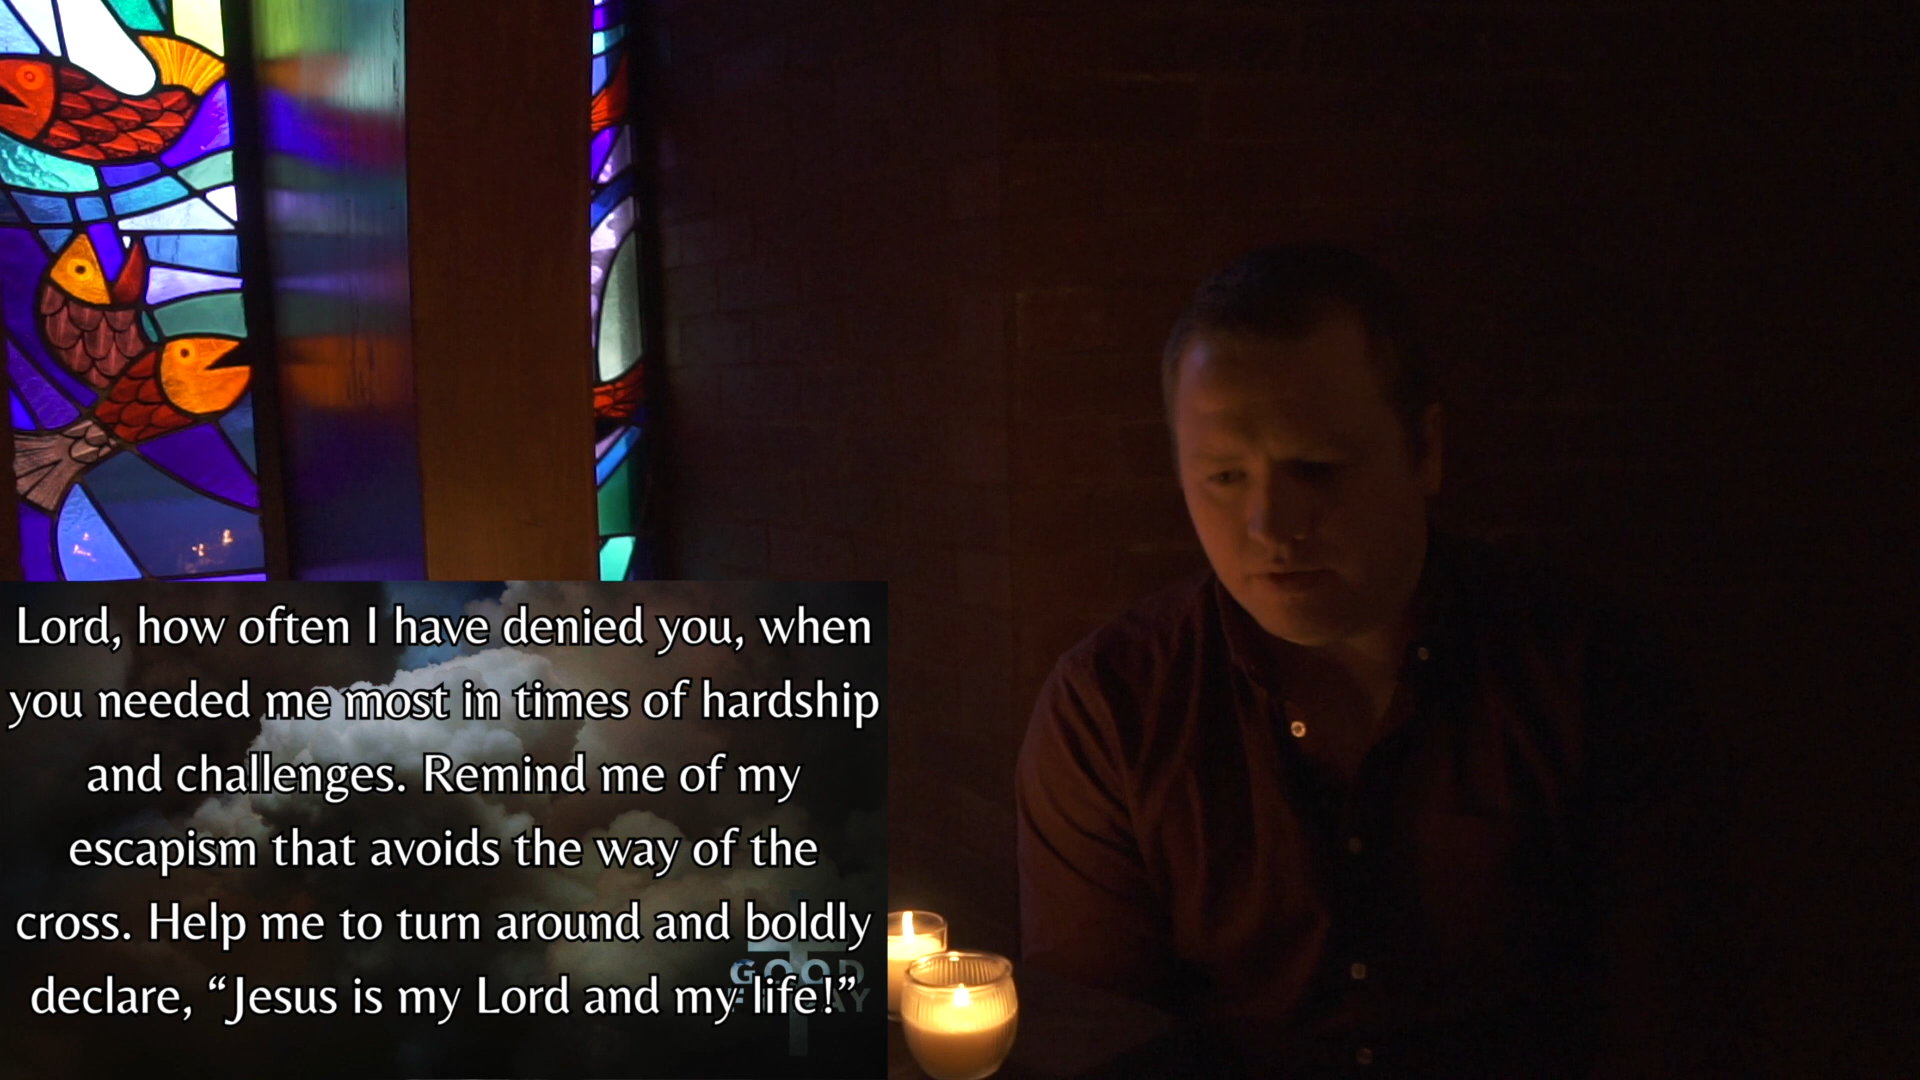 Lord, how often I have denied you, when
you needed me most in times of hardship
and challenges. Remind me of my
escapism that avoids the way of the
cross. Help me to turn around and boldly
declare, “Jesus is my Lord and my life!”
GOOD